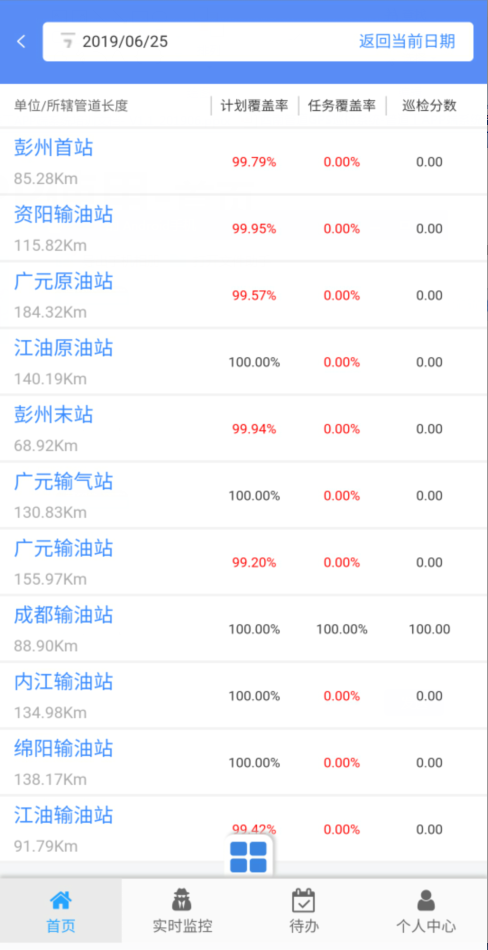 2019/06/25 返回当前日期
单位/所辖管道长度 计划覆盖率 任务覆盖率 巡检分数
彭州首站
85.28Km 99.79% 0.00% 0.00
资阳输油站
115.82Km 99.95% 0.00% 0.00
广元原油站
184.32Km 99.57% 0.00% 0.00
江油原油站
140.19Km 100.00% 0.00% 0.00
彭州末站
68.92Km 99.94% 0.00% 0.00
广元输气站
130.83Km 100.00% 0.00% 0.00
广元输油站
155.97Km 99.20% 0.00% 0.00
成都输油站
88.90Km 100.00% 100.00% 100.00
内江输油站
134.98Km 100.00% 0.00% 0.00
绵阳输油站
138.17Km 100.00% 0.00% 0.00
江油输油站
91.79Km 99.42% 0.00% 0.00
首页 实时监控 待办 个人中心